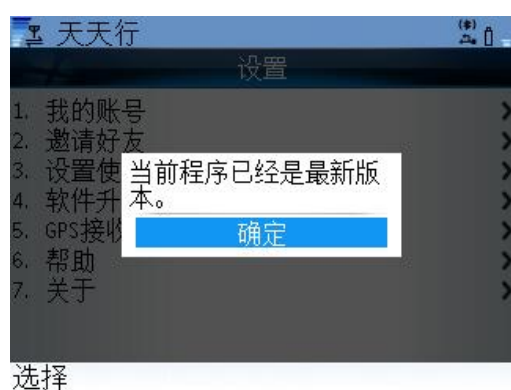 天天行
设置
1. 我的账号
2. 邀请好友
3. 设置使
4. 软件升
5. GPS接收
6. 帮助
7. 关于
当前程序已经是最新版
本。
确定
选择